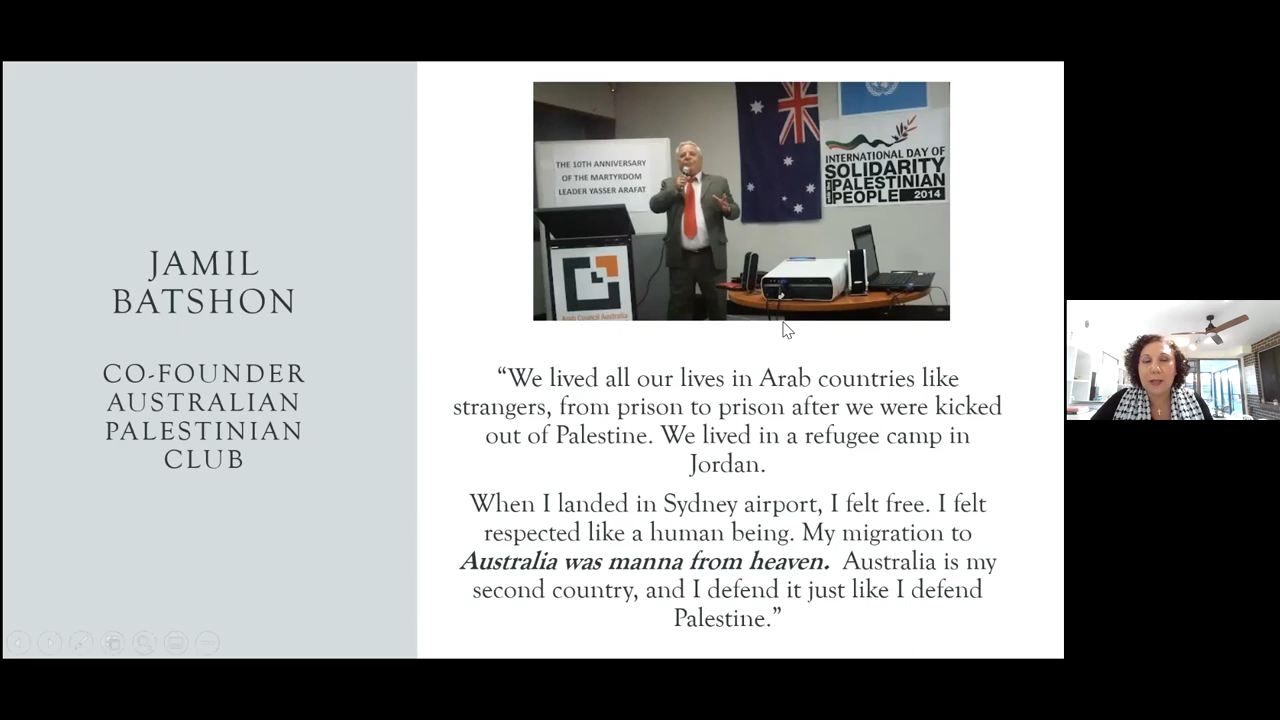 JAMIL
BATSHON
CO-FOUNDER
AUSTRALIAN
PALESTINIAN
CLUB
THE 10TH ANNIVERSARY
OF THE MARTYRDOM
LEADER YASSER ARAFAT
INTERNATIONAL DAY OF
SOLIDARITY
WITH THE PALESTINIAN
PEOPLE 2014
Arab Council Australia
“We lived all our lives in Arab countries like
strangers, from prison to prison after we were kicked
out of Palestine. We lived in a refugee camp in
Jordan.
When I landed in Sydney airport, I felt free. I felt
respected like a human being. My migration to
Australia was manna from heaven. Australia is my
second country, and I defend it just like I defend
Palestine.”